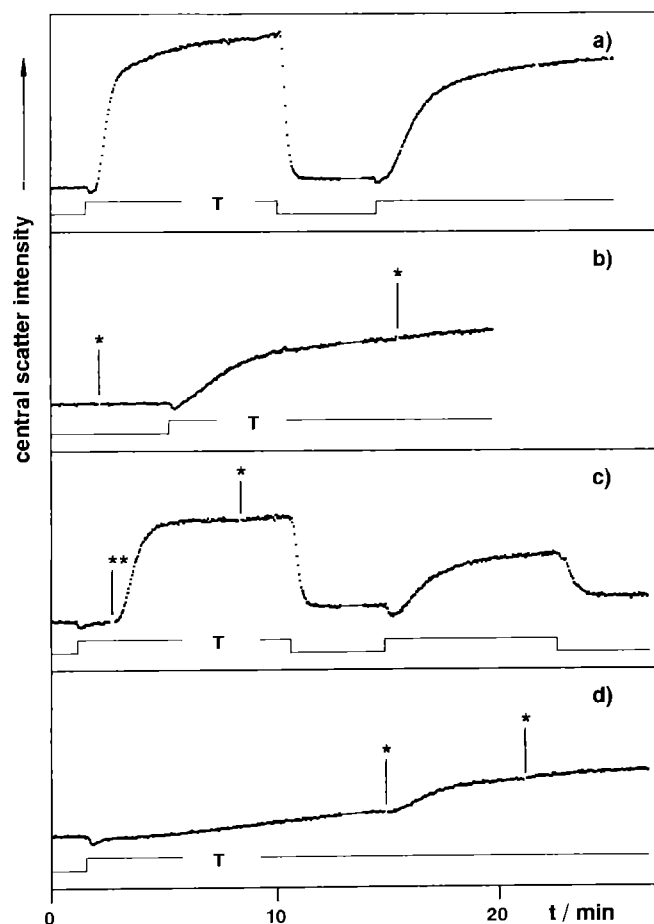 a)
central scatter intensity
T
b)
*
*
T
c)
*
**
T
d)
*
*
T
0 10 20 t / min